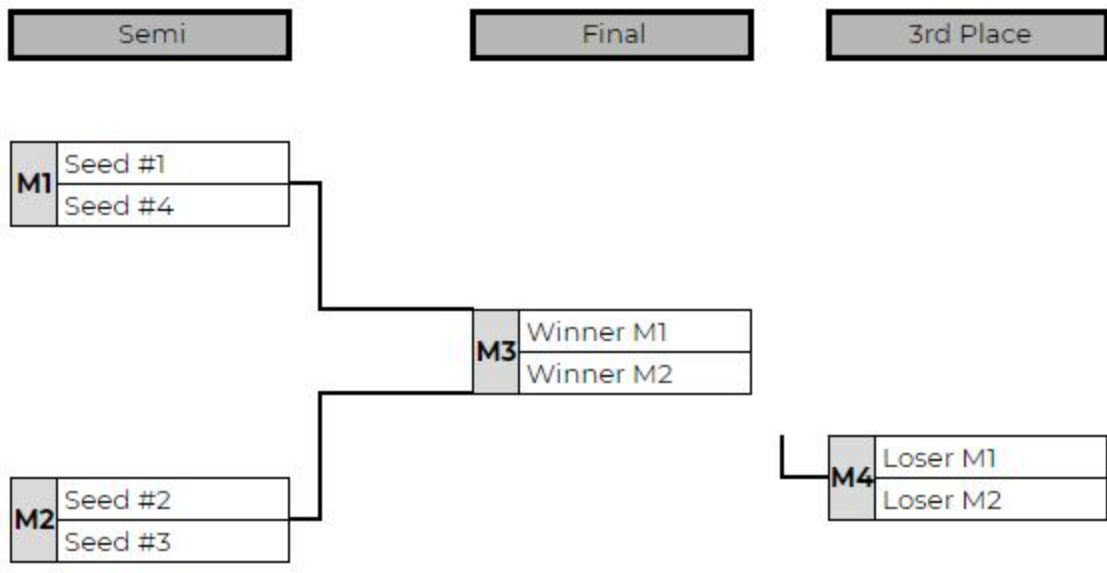 Semi
Final
3rd Place
M1
Seed #1
Seed #4
M3
Winner M1
Winner M2
M4
Loser M1
Loser M2
M2
Seed #2
Seed #3